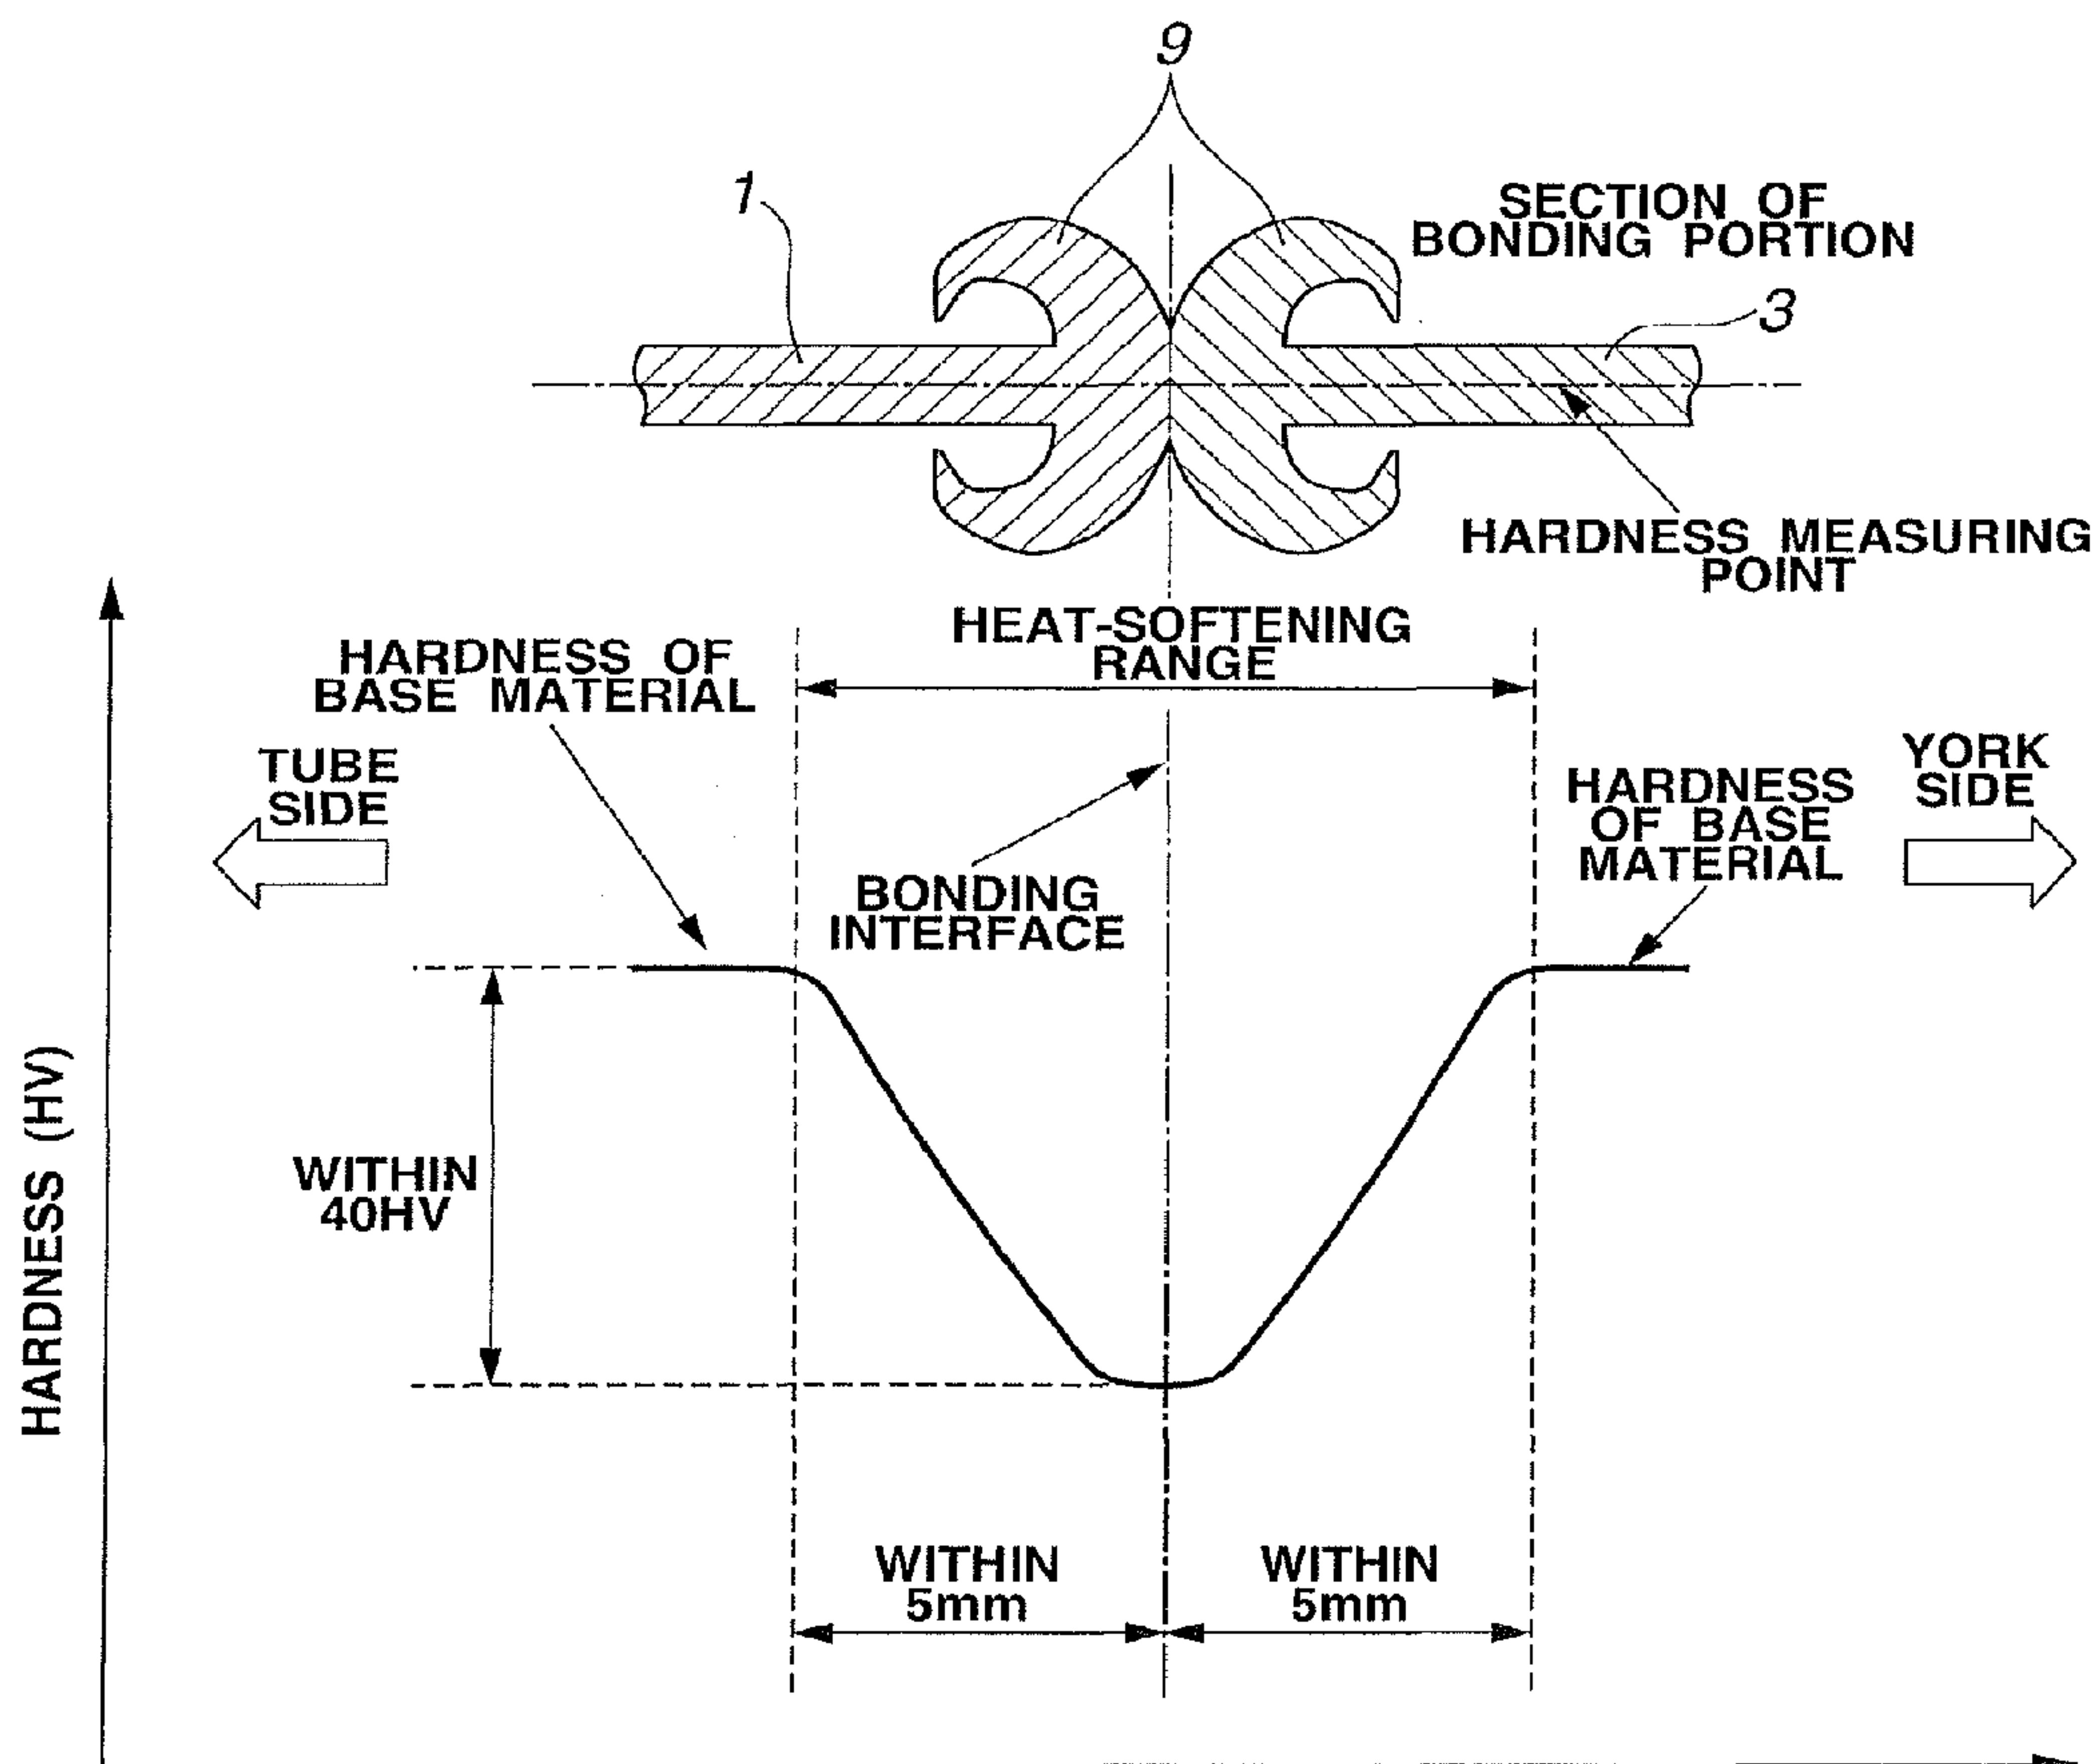 9
1
SECTION OF
BONDING PORTION
3
HARDNESS MEASURING
POINT
HEAT-SOFTENING
RANGE
HARDNESS OF
BASE MATERIAL
TUBE
SIDE
YORK
SIDE
HARDNESS
OF BASE
MATERIAL
BONDING
INTERFACE
HARDNESS (HV)
WITHIN
40HV
WITHIN
5mm
WITHIN
5mm